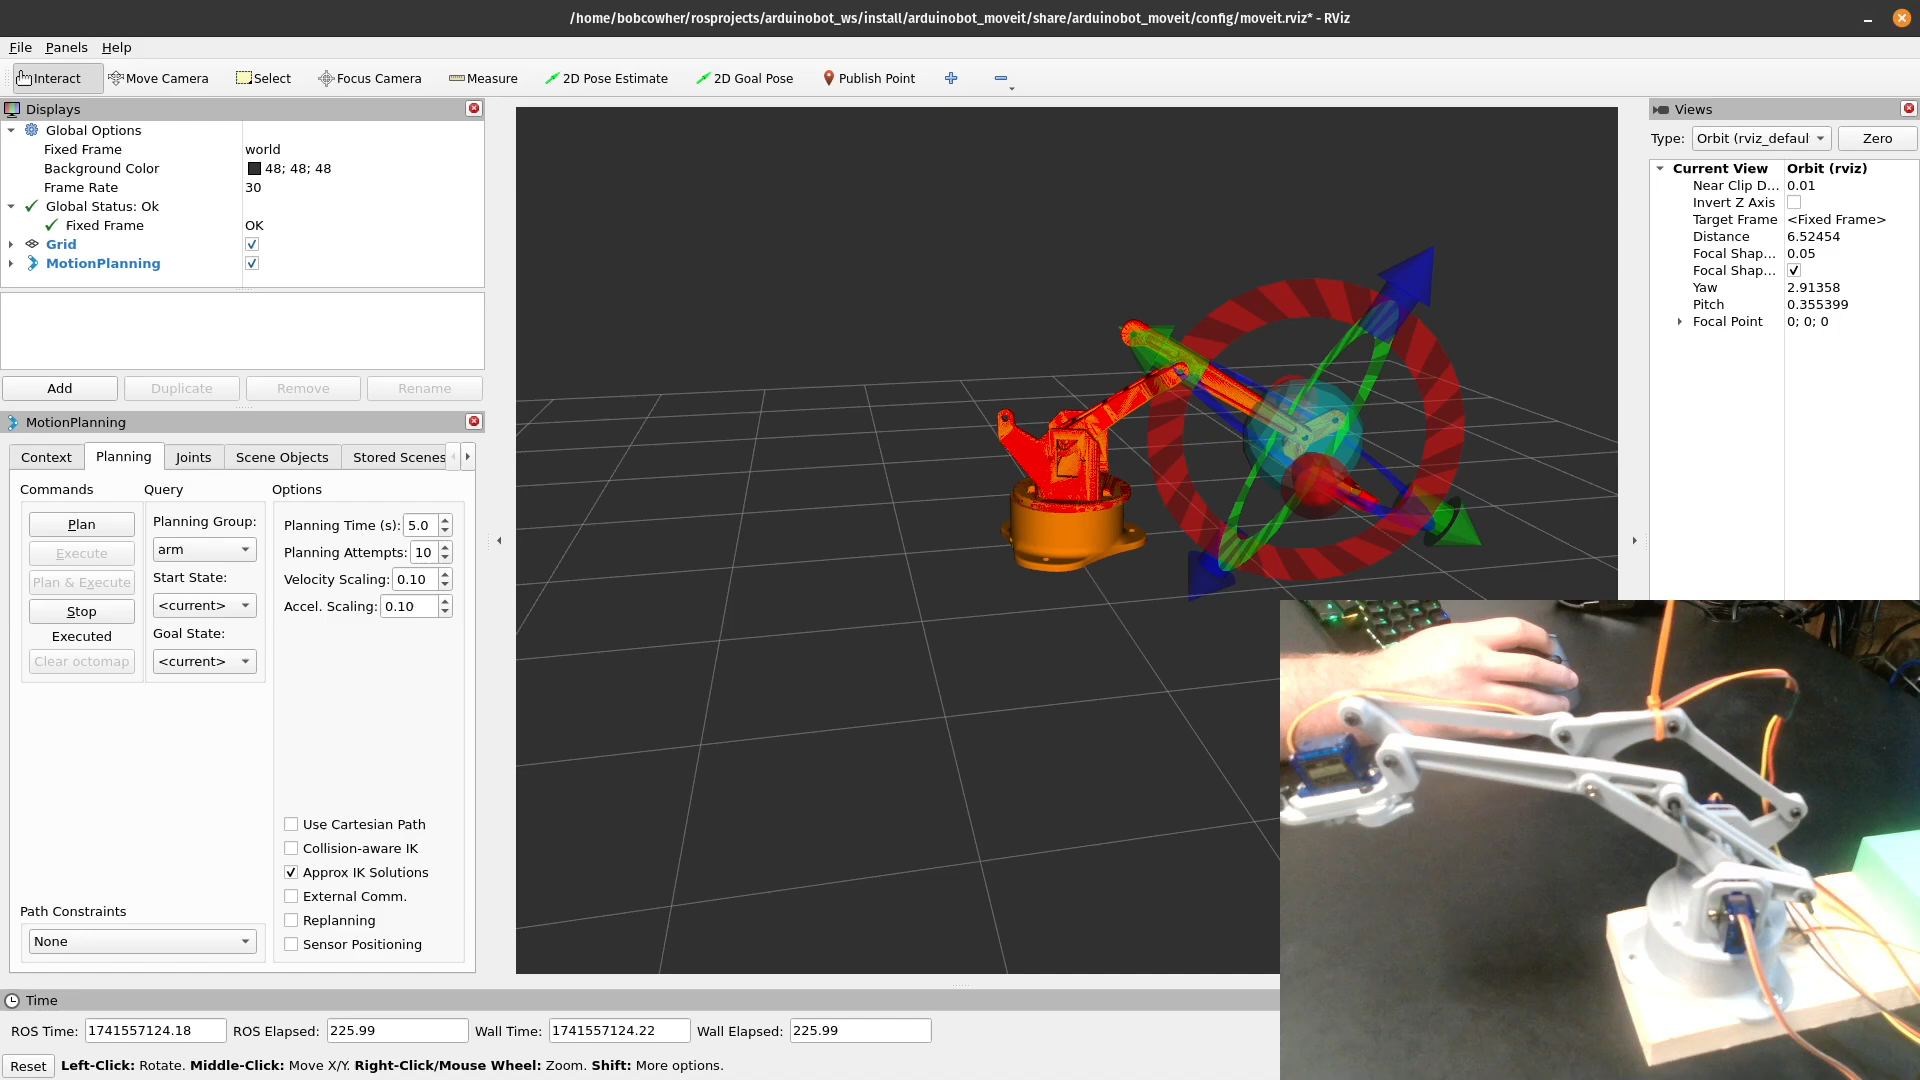 /home/bobcowher/rosprojects/arduinobot_ws/install/arduinobot_moveit/share/arduinobot_moveit/config/moveit.rviz* - RViz
File Panels Help
Interact Move Camera Select Focus Camera Measure 2D Pose Estimate 2D Goal Pose Publish Point
Displays
Global Options
Fixed Frame world
Background Color 48; 48; 48
Frame Rate 30
Global Status: Ok
Fixed Frame OK
Grid
MotionPlanning
Add Duplicate Remove Rename
MotionPlanning
Context Planning Joints Scene Objects Stored Scenes
Commands Query Options
Plan
Execute
Plan & Execute
Stop
Executed
Clear octomap
Planning Group:
arm
Start State:
<current>
Goal State:
<current>
Planning Time (s): 5.0
Planning Attempts: 10
Velocity Scaling: 0.10
Accel. Scaling: 0.10
Use Cartesian Path
Collision-aware IK
Approx IK Solutions
External Comm.
Replanning
Sensor Positioning
Path Constraints
None
Views
Type: Orbit (rviz_defaul Zero
Current View Orbit (rviz)
Near Clip D... 0.01
Invert Z Axis
Target Frame <Fixed Frame>
Distance 6.52454
Focal Shap... 0.05
Focal Shap...
Yaw 2.91358
Pitch 0.355399
Focal Point 0; 0; 0
Time
ROS Time: 1741557124.18 ROS Elapsed: 225.99 Wall Time: 1741557124.22 Wall Elapsed: 225.99
Reset Left-Click: Rotate. Middle-Click: Move X/Y. Right-Click/Mouse Wheel: Zoom. Shift: More options.